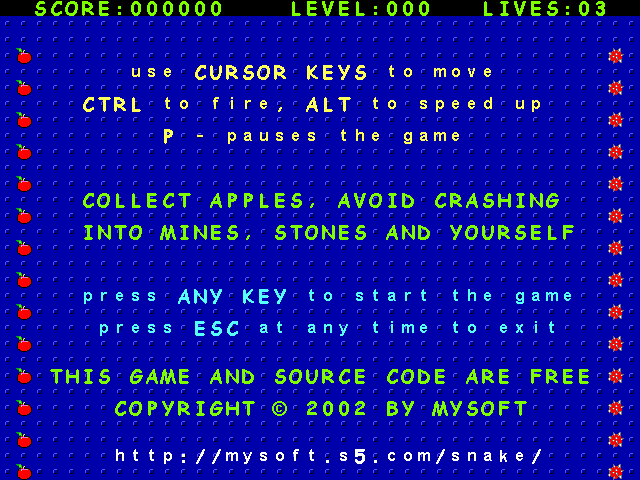 SCORE:000000 LEVEL:000 LIVES:03
use CURSOR KEYS to move
CTRL to fire, ALT to speed up
P - pauses the game
COLLECT APPLES, AVOID CRASHING
INTO MINES, STONES AND YOURSELF
press ANY KEY to start the game
press ESC at any time to exit
THIS GAME AND SOURCE CODE ARE FREE
COPYRIGHT © 2002 BY MYSOFT
http://mysoft.s5.com/snake/